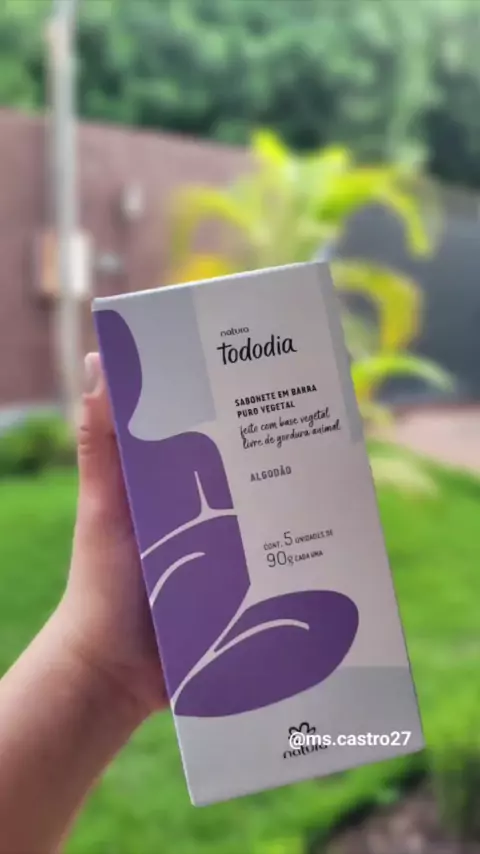 natura
tododia
SABONETE EM BARRA
PURO VEGETAL
feito com base vegetal
livre de gordura animal
ALGODÃO
CONT. 5 UNIDADES DE
90g CADA UMA
@ms.castro27
natura